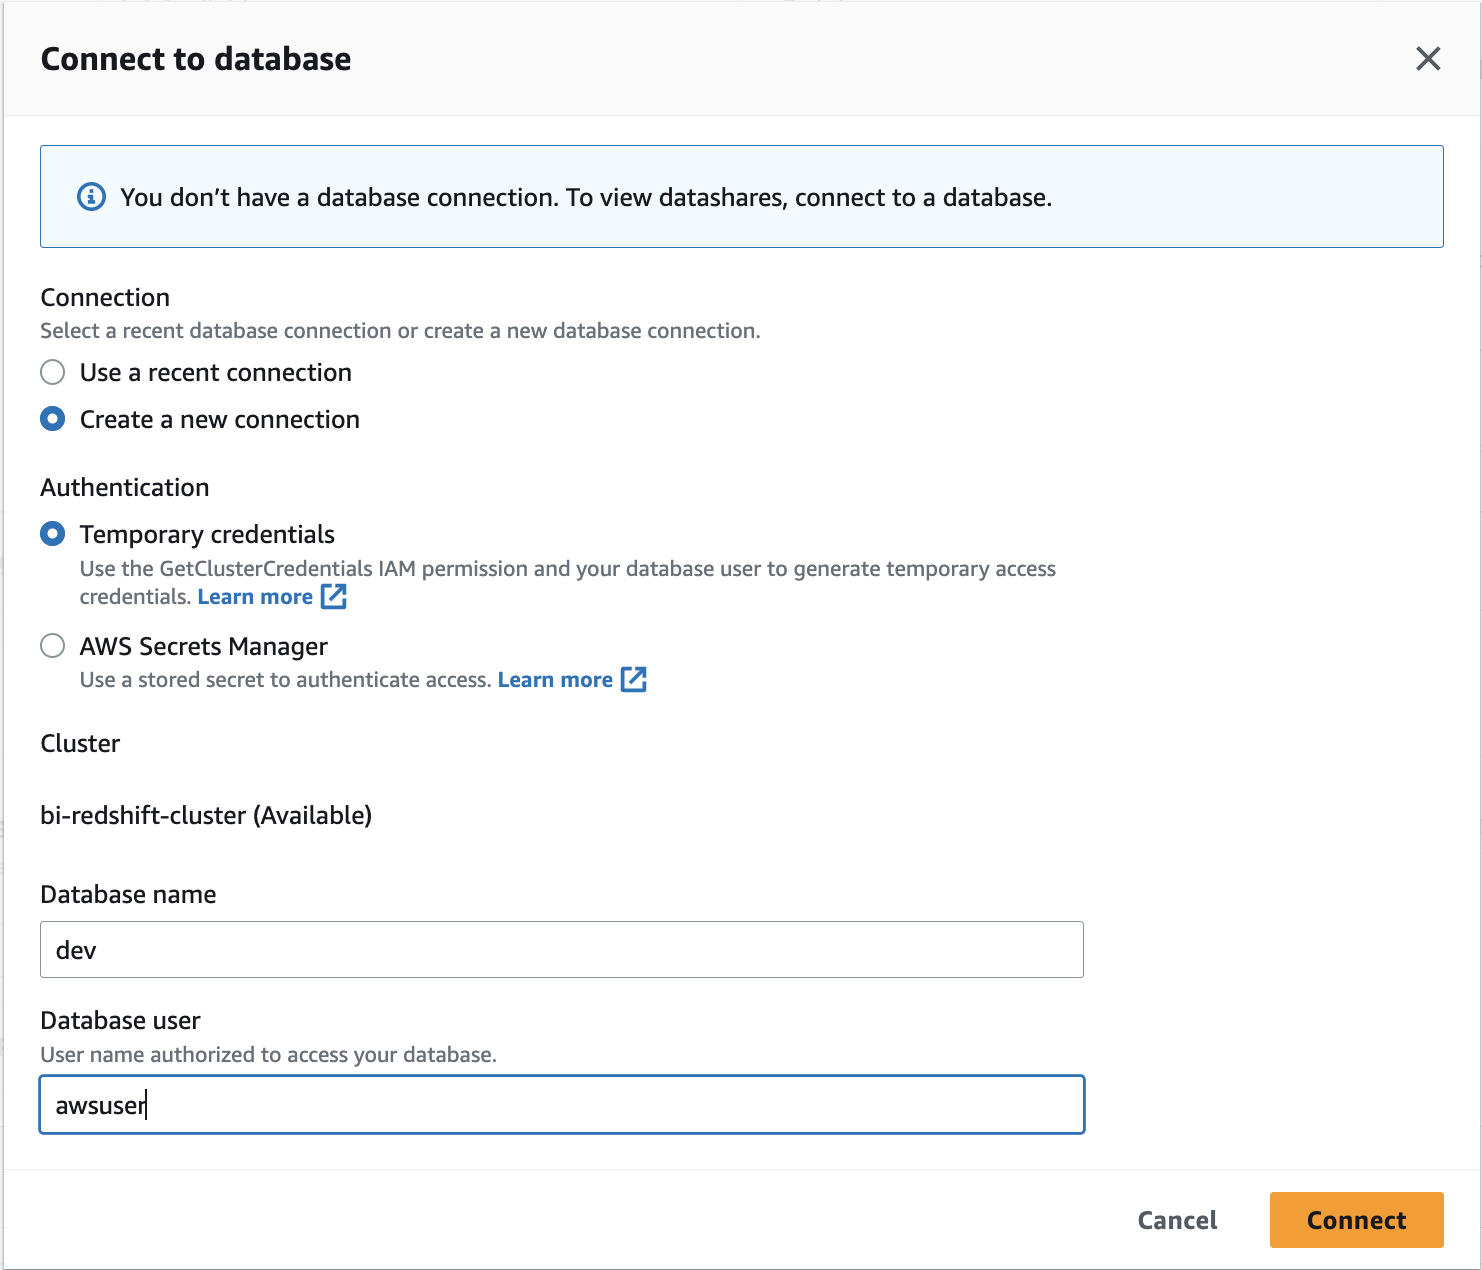 Connect to database
You don’t have a database connection. To view datashares, connect to a database.
Connection
Select a recent database connection or create a new database connection.
Use a recent connection
Create a new connection
Authentication
Temporary credentials
Use the GetClusterCredentials IAM permission and your database user to generate temporary access
credentials. Learn more
AWS Secrets Manager
Use a stored secret to authenticate access. Learn more
Cluster
bi-redshift-cluster (Available)
Database name
dev
Database user
User name authorized to access your database.
awsuser
Cancel
Connect